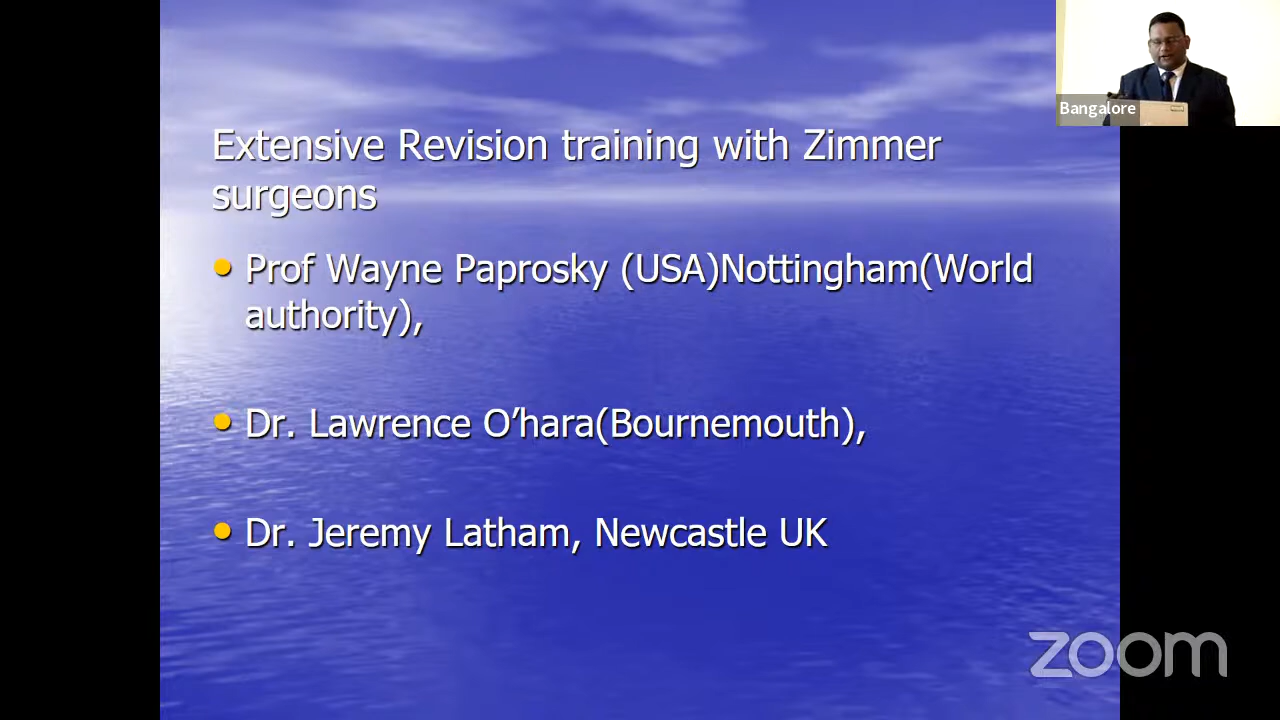 Bangalore
Extensive Revision training with Zimmer
surgeons
• Prof Wayne Paprosky (USA)Nottingham(World
authority),
• Dr. Lawrence O’hara(Bournemouth),
• Dr. Jeremy Latham, Newcastle UK
zoom